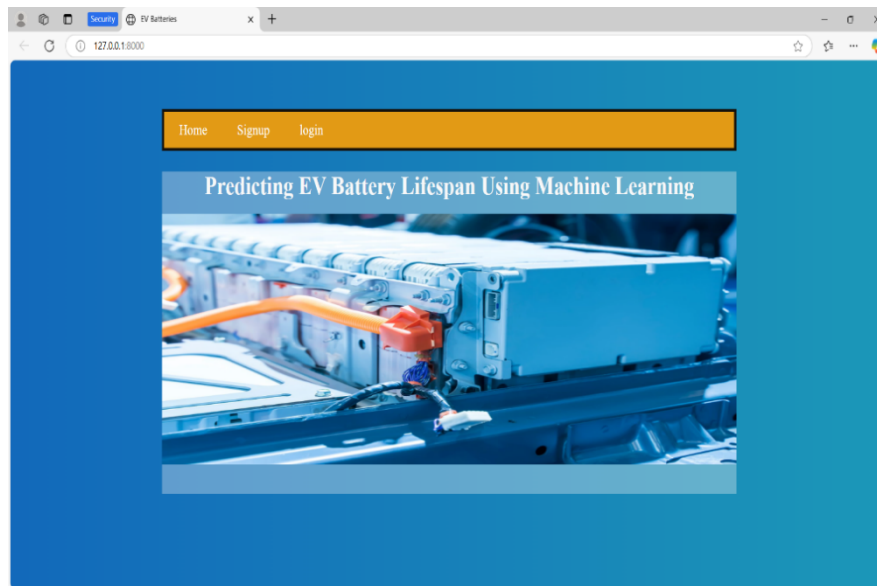 Security EV Batteries
127.0.0.1:8000
Home Signup login
Predicting EV Battery Lifespan Using Machine Learning